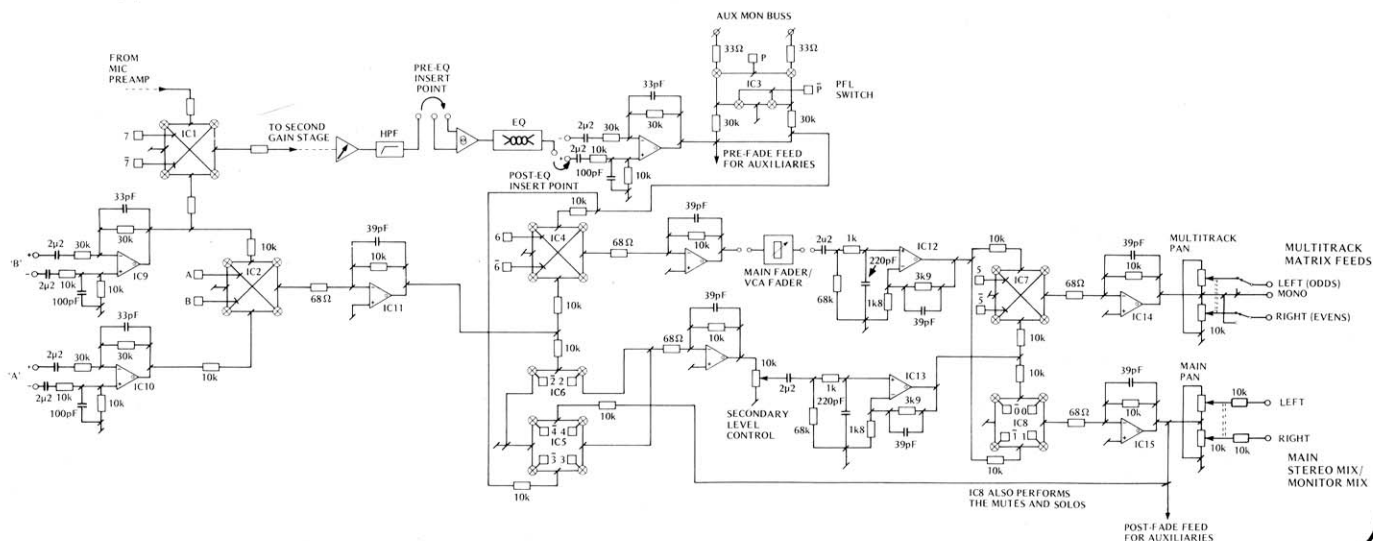 AUX MON BUSS
33Ω
33Ω
P
IC3
P̄
PFL
SWITCH
30k
30k
FROM
MIC
PREAMP
IC1
7
7̄
TO SECOND
GAIN STAGE
HPF
PRE-EQ
INSERT
POINT
EQ
POST-EQ
INSERT POINT
−
2μ2
30k
33pF
30k
+
2μ2
10k
100pF
10k
PRE-FADE FEED
FOR AUXILIARIES
33pF
30k
'B'
+
2μ2
30k
−
2μ2
10k
100pF
10k
IC9
10k
IC2
A
B
68Ω
39pF
10k
IC11
33pF
30k
'A'
+
2μ2
30k
−
2μ2
10k
100pF
10k
IC10
10k
10k
IC4
6
6̄
68Ω
39pF
10k
MAIN FADER/
VCA FADER
2u2
1k
220pF
68k
1k8
IC12
3k9
39pF
10k
10k
2̄ 2
IC6
4̄ 4
IC5
3̄ 3
10k
10k
68Ω
39pF
10k
10k
SECONDARY
LEVEL
CONTROL
2μ2
1k
220pF
68k
1k8
IC13
3k9
39pF
10k
IC7
5
5̄
68Ω
39pF
10k
IC14
MULTITRACK
PAN
10k
MULTITRACK
MATRIX FEEDS
LEFT (ODDS)
MONO
RIGHT (EVENS)
10k
10k
0̄ 0
IC8
1̄ 1
10k
68Ω
39pF
10k
IC15
MAIN
PAN
10k
10k
LEFT
10k
RIGHT
MAIN
STEREO MIX/
MONITOR MIX
IC8 ALSO PERFORMS
THE MUTES AND SOLOS
POST-FADE FEED
FOR AUXILIARIES